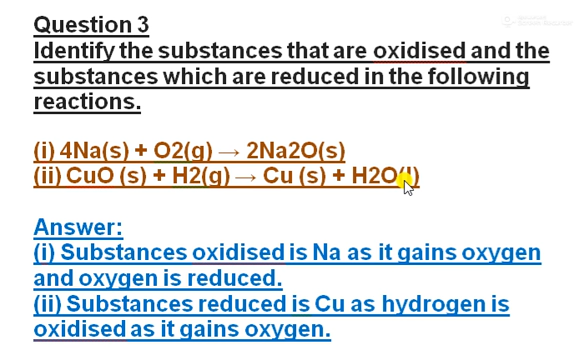 Question 3
Identify the substances that are oxidised and the
substances which are reduced in the following
reactions.
(i) 4Na(s) + O2(g) → 2Na2O(s)
(ii) CuO (s) + H2(g) → Cu (s) + H2O(l)
Answer:
(i) Substances oxidised is Na as it gains oxygen
and oxygen is reduced.
(ii) Substances reduced is Cu as hydrogen is
oxidised as it gains oxygen.